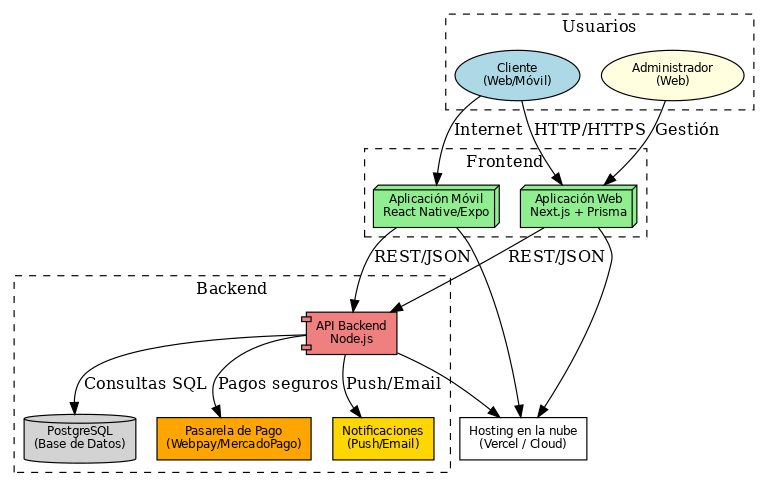 Usuarios
Cliente
(Web/Móvil)
Administrador
(Web)
Internet
HTTP/HTTPS
Gestión
Frontend
Aplicación Móvil
React Native/Expo
Aplicación Web
Next.js + Prisma
REST/JSON
REST/JSON
Backend
API Backend
Node.js
Consultas SQL
Pagos seguros
Push/Email
PostgreSQL
(Base de Datos)
Pasarela de Pago
(Webpay/MercadoPago)
Notificaciones
(Push/Email)
Hosting en la nube
(Vercel / Cloud)